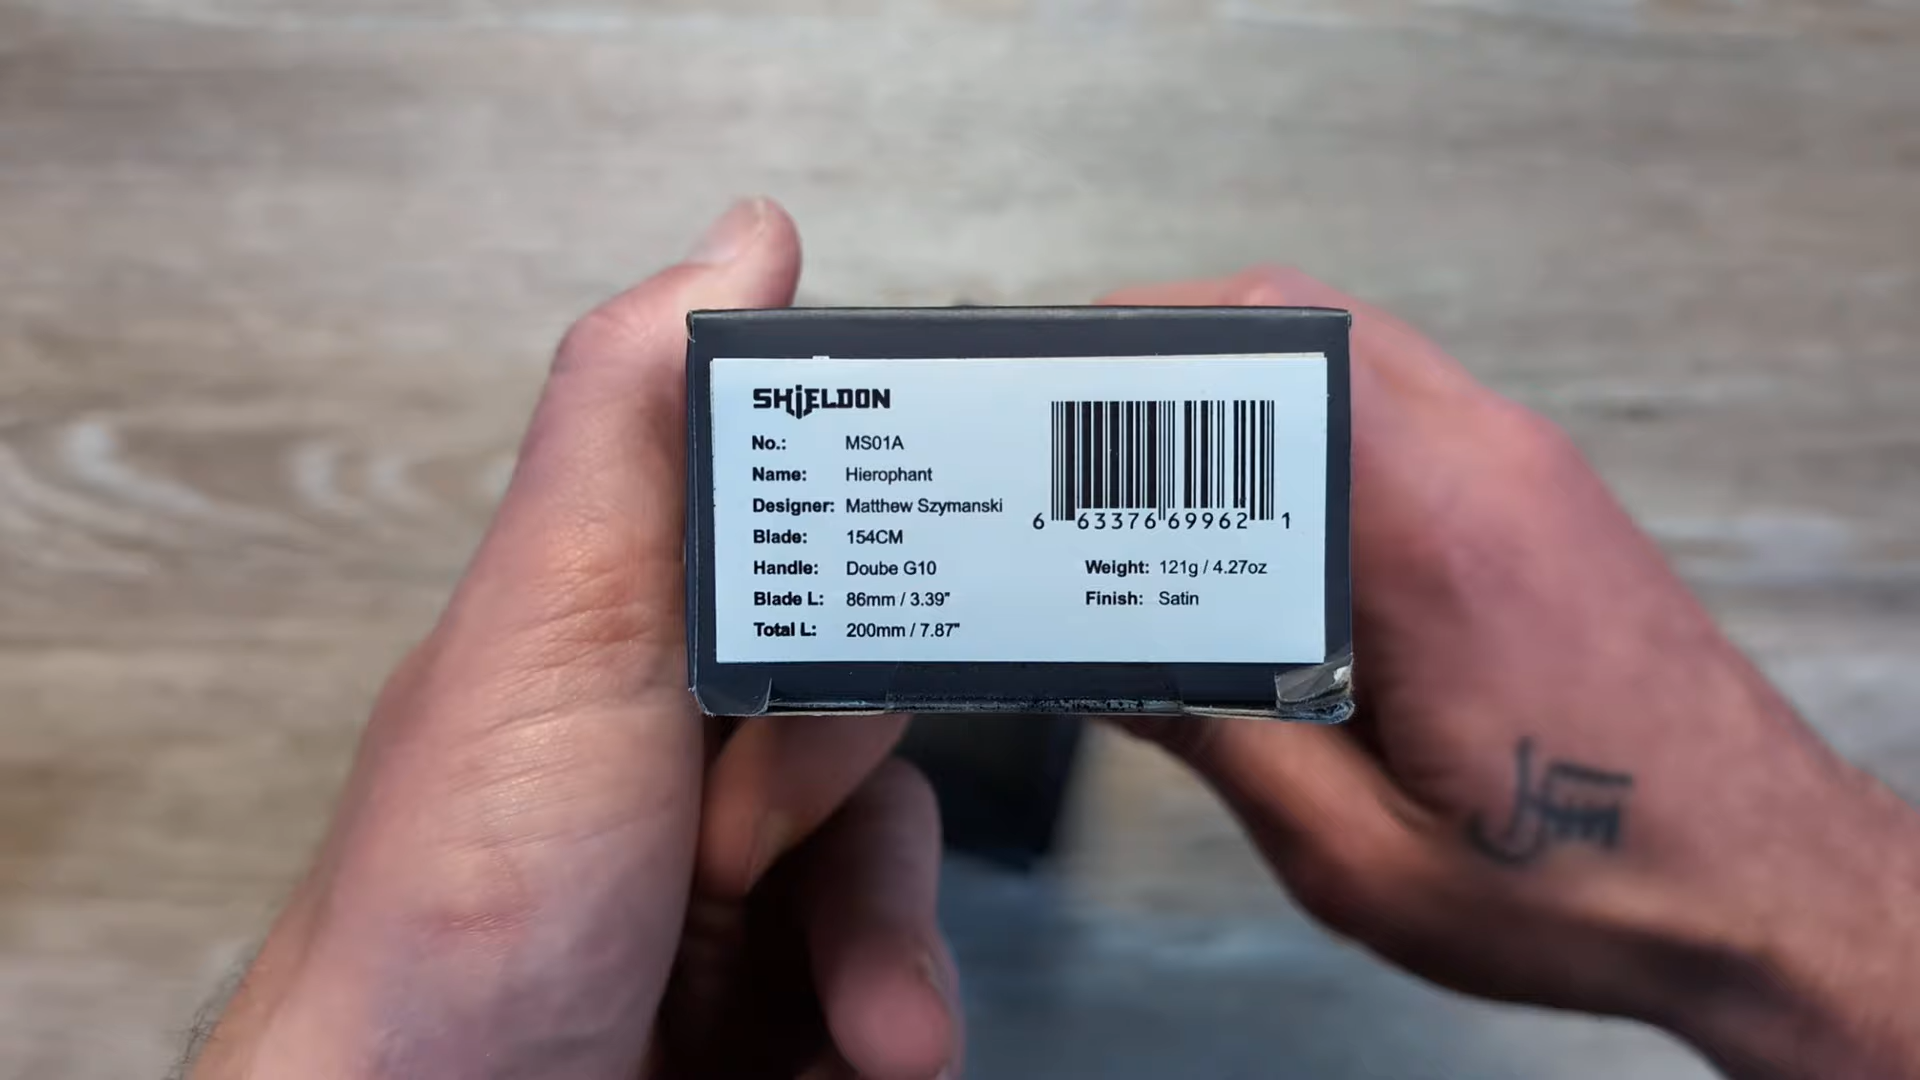 SHiELDON
No.: MS01A
Name: Hierophant
Designer: Matthew Szymanski
Blade: 154CM
Handle: Doube G10
Blade L: 86mm / 3.39"
Total L: 200mm / 7.87"
6 63376 69962 1
Weight: 121g / 4.27oz
Finish: Satin